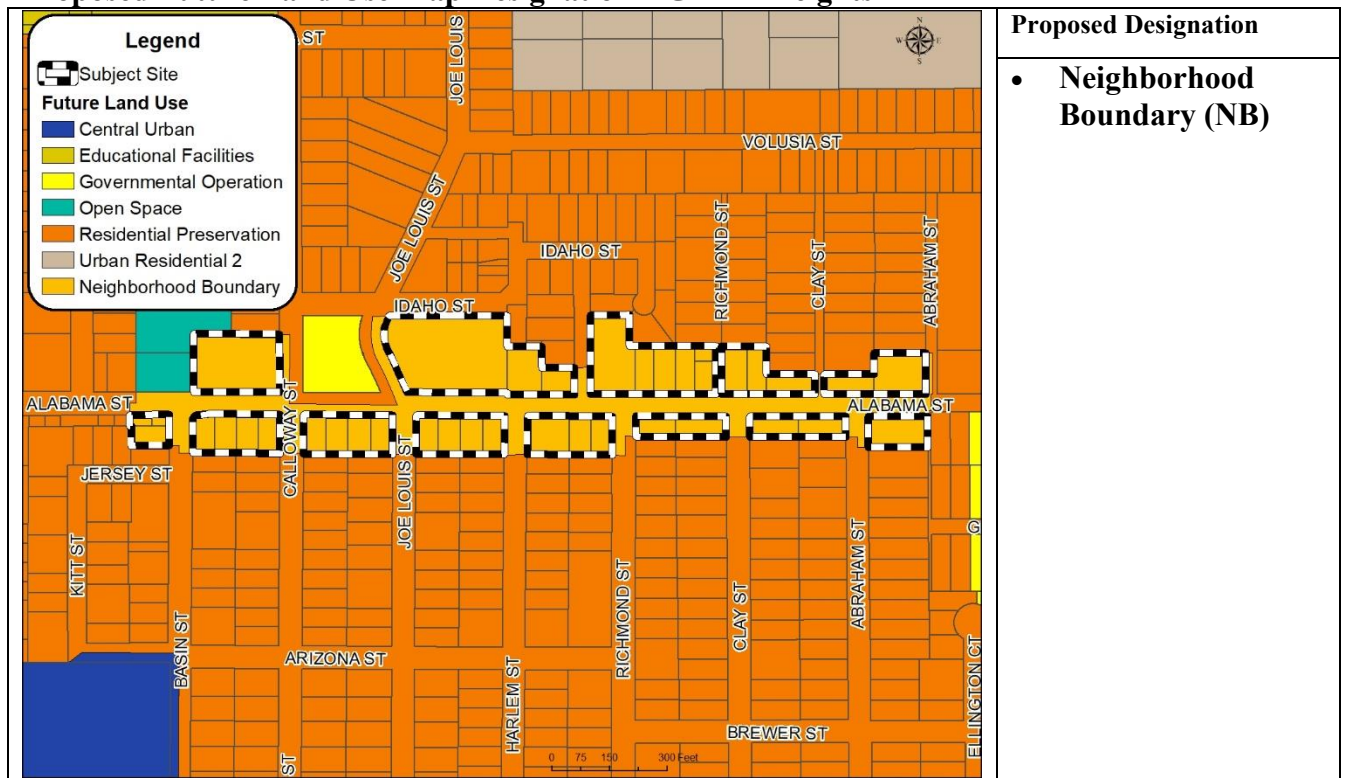 Legend
Subject Site
Future Land Use
Central Urban
Educational Facilities
Governmental Operation
Open Space
Residential Preservation
Urban Residential 2
Neighborhood Boundary
ST
JOE LOUIS
N
W E
S
VOLUSIA ST
JOE LOUIS ST
IDAHO ST
RICHMOND ST
CLAY ST
ABRAHAM ST
IDAHO ST
ALABAMA ST
ALABAMA ST
CALLOWAY ST
JERSEY ST
JOE LOUIS ST
G
KITT ST
BASIN ST
ARIZONA ST
HARLEM ST
RICHMOND ST
CLAY ST
ABRAHAM ST
ELLINGTON CT
BREWER ST
ST
0 75 150 300 Feet
Proposed Designation
• Neighborhood
Boundary (NB)